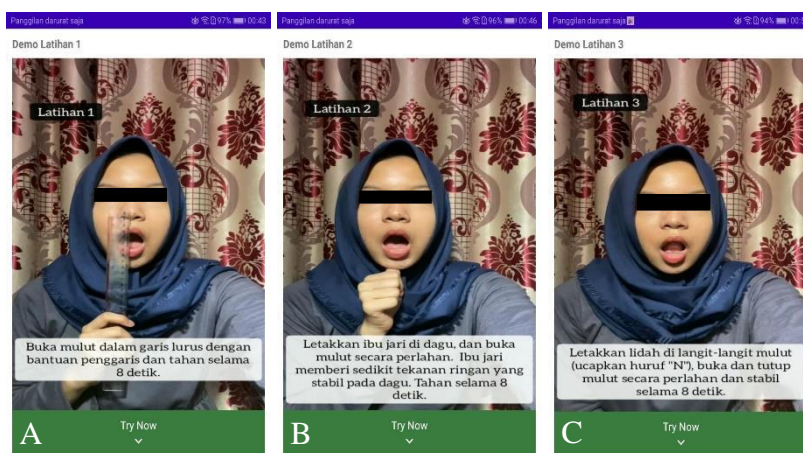 Panggilan darurat saja 97% 00:43
Demo Latihan 1
Latihan 1
Buka mulut dalam garis lurus dengan
bantuan penggaris dan tahan selama
8 detik.
A
Try Now
Panggilan darurat saja 96% 00:46
Demo Latihan 2
Latihan 2
Letakkan ibu jari di dagu, dan buka
mulut secara perlahan. Ibu jari
memberi sedikit tekanan ringan yang
stabil pada dagu. Tahan selama 8
detik.
B
Try Now
Panggilan darurat saja 94%
Demo Latihan 3
Latihan 3
Letakkan lidah di langit-langit mulut
(ucapkan huruf "N"), buka dan tutup
mulut secara perlahan dan stabil
selama 8 detik.
C
Try Now